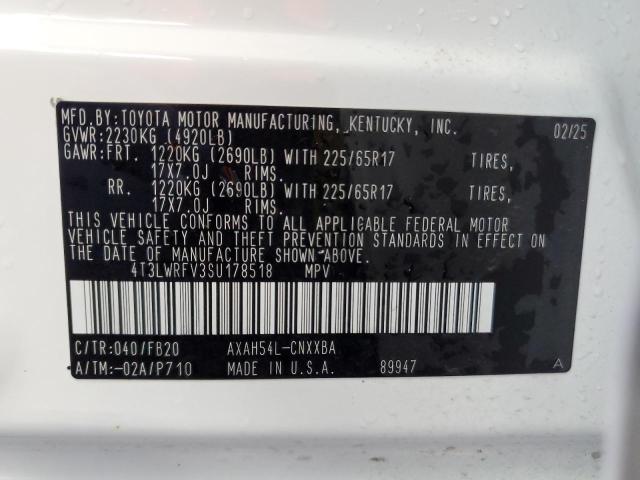 MFD.BY:TOYOTA MOTOR MANUFACTURING, KENTUCKY, INC. 02/25
GVWR:2230KG (4920LB)
GAWR:FRT. 1220KG (2690LB) WITH 225/65R17 TIRES,
17X7.0J RIMS.
RR. 1220KG (2690LB) WITH 225/65R17 TIRES,
17X7.0J RIMS.
THIS VEHICLE CONFORMS TO ALL APPLICABLE FEDERAL MOTOR
VEHICLE SAFETY AND THEFT PREVENTION STANDARDS IN EFFECT ON
THE DATE OF MANUFACTURE SHOWN ABOVE.
4T3LWRFV3SU178518 MPV
C/TR:040/FB20 AXAH54L-CNXXBA
A/TM:-02A/P710 MADE IN U.S.A. 89947 A